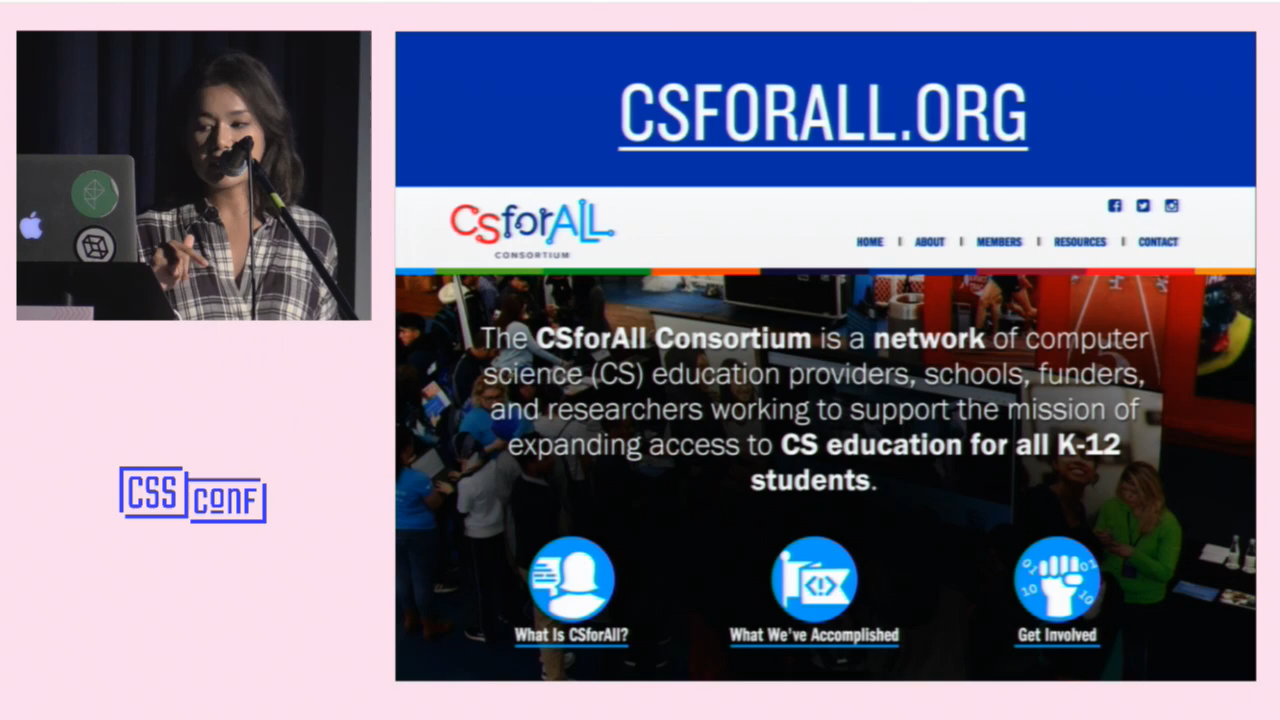 CSFORALL.ORG
CSforALL
CONSORTIUM
HOME | ABOUT | MEMBERS | RESOURCES | CONTACT
The CSforAll Consortium is a network of computer
science (CS) education providers, schools, funders,
and researchers working to support the mission of
expanding access to CS education for all K-12
students.
What Is CSforAll?
What We've Accomplished
Get Involved
CSS
CONF